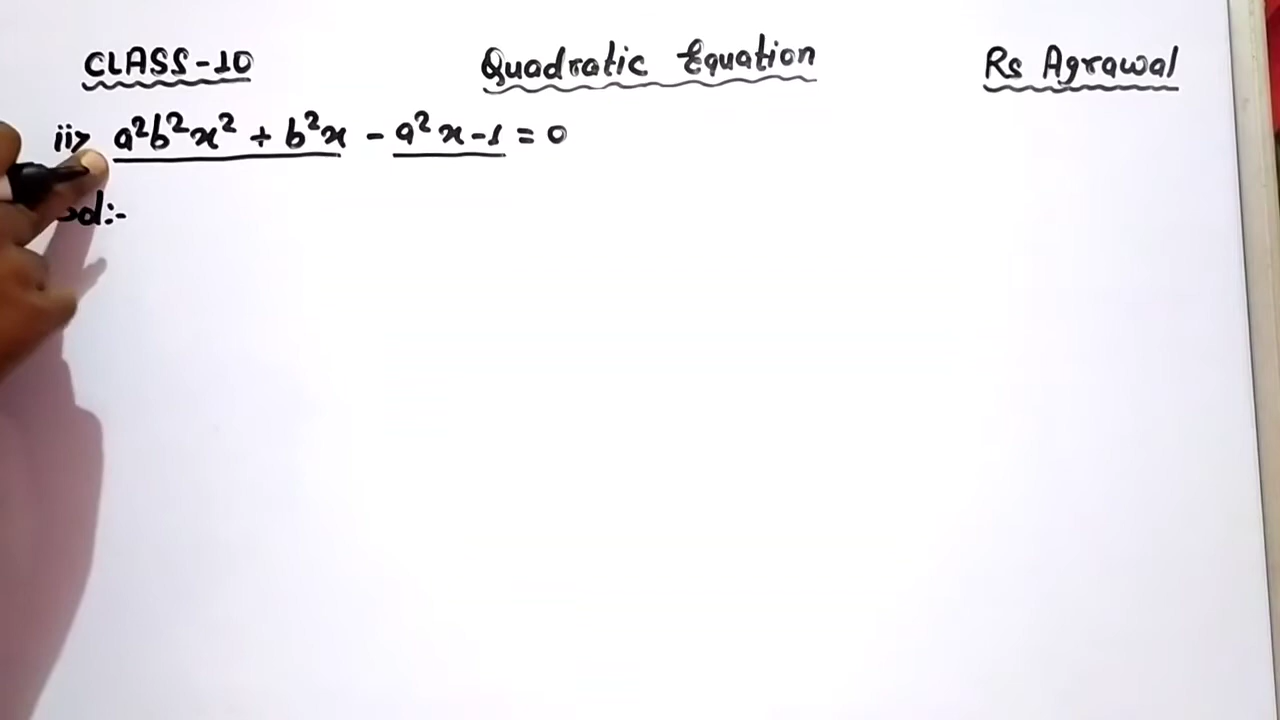 CLASS-10 Quadratic Equation Rs Agrawal
ii> a²b²x² + b²x - a²x - 1 = 0